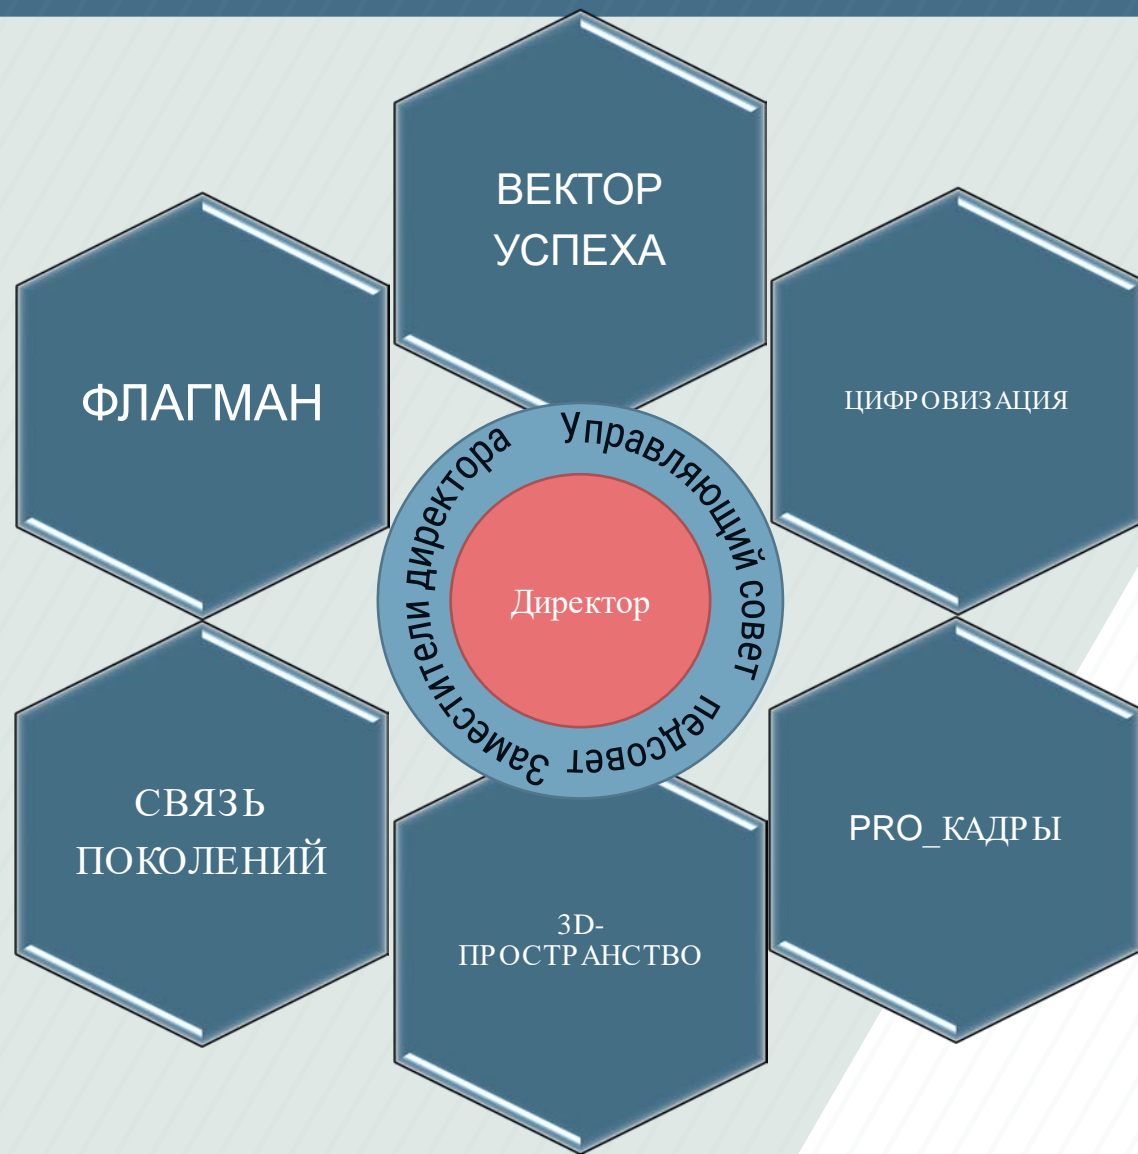 ВЕКТОР
УСПЕХА
ФЛАГМАН
ЦИФРОВИЗАЦИЯ
Управляющий совет
педсовет
Заместители директора
Директор
СВЯЗЬ
ПОКОЛЕНИЙ
PRO_КАДРЫ
3D-
ПРОСТРАНСТВО